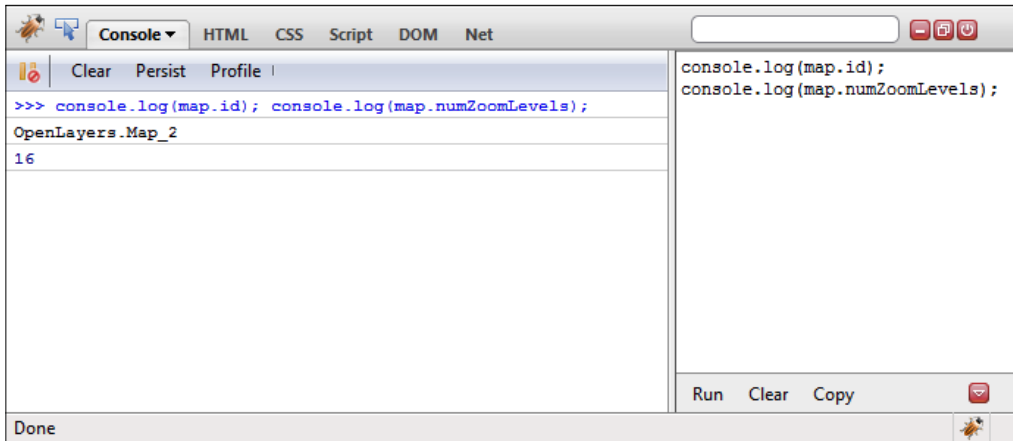 Console HTML CSS Script DOM Net
Clear Persist Profile
>>> console.log(map.id); console.log(map.numZoomLevels);
OpenLayers.Map_2
16
console.log(map.id);
console.log(map.numZoomLevels);
Run Clear Copy
Done